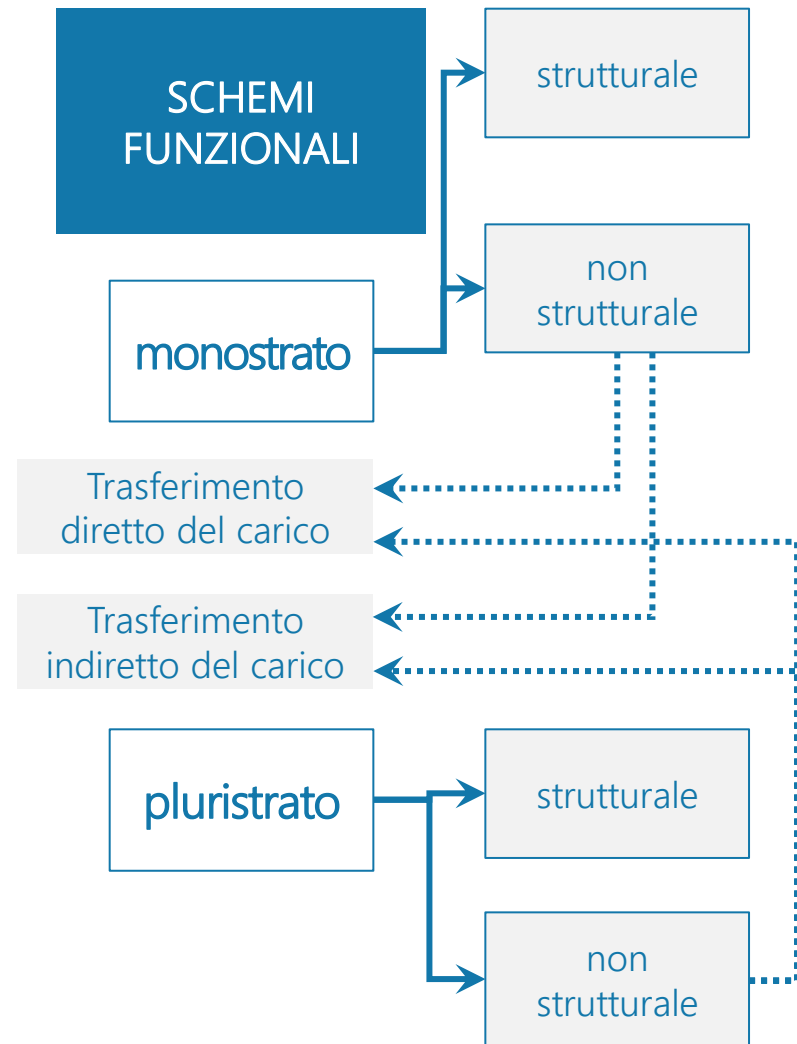 SCHEMI
FUNZIONALI
strutturale
non
strutturale
monostrato
Trasferimento
diretto del carico
Trasferimento
indiretto del carico
pluristrato
strutturale
non
strutturale